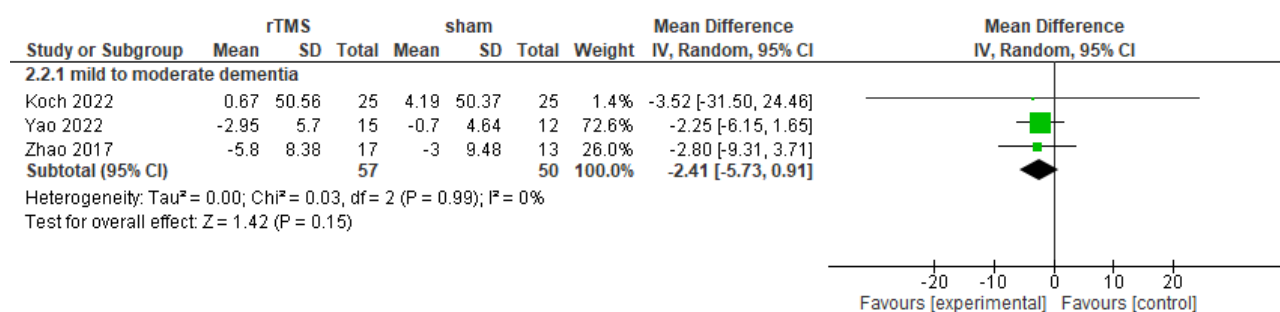 rTMS sham Mean Difference Mean Difference
Study or Subgroup Mean SD Total Mean SD Total Weight IV, Random, 95% CI IV, Random, 95% CI
2.2.1 mild to moderate dementia
Koch 2022 0.67 50.56 25 4.19 50.37 25 1.4% -3.52 [-31.50, 24.46]
Yao 2022 -2.95 5.7 15 -0.7 4.64 12 72.6% -2.25 [-6.15, 1.65]
Zhao 2017 -5.8 8.38 17 -3 9.48 13 26.0% -2.80 [-9.31, 3.71]
Subtotal (95% CI) 57 50 100.0% -2.41 [-5.73, 0.91]
Heterogeneity: Tau² = 0.00; Chi² = 0.03, df = 2 (P = 0.99); I² = 0%
Test for overall effect: Z = 1.42 (P = 0.15)
-20 -10 0 10 20
Favours [experimental] Favours [control]